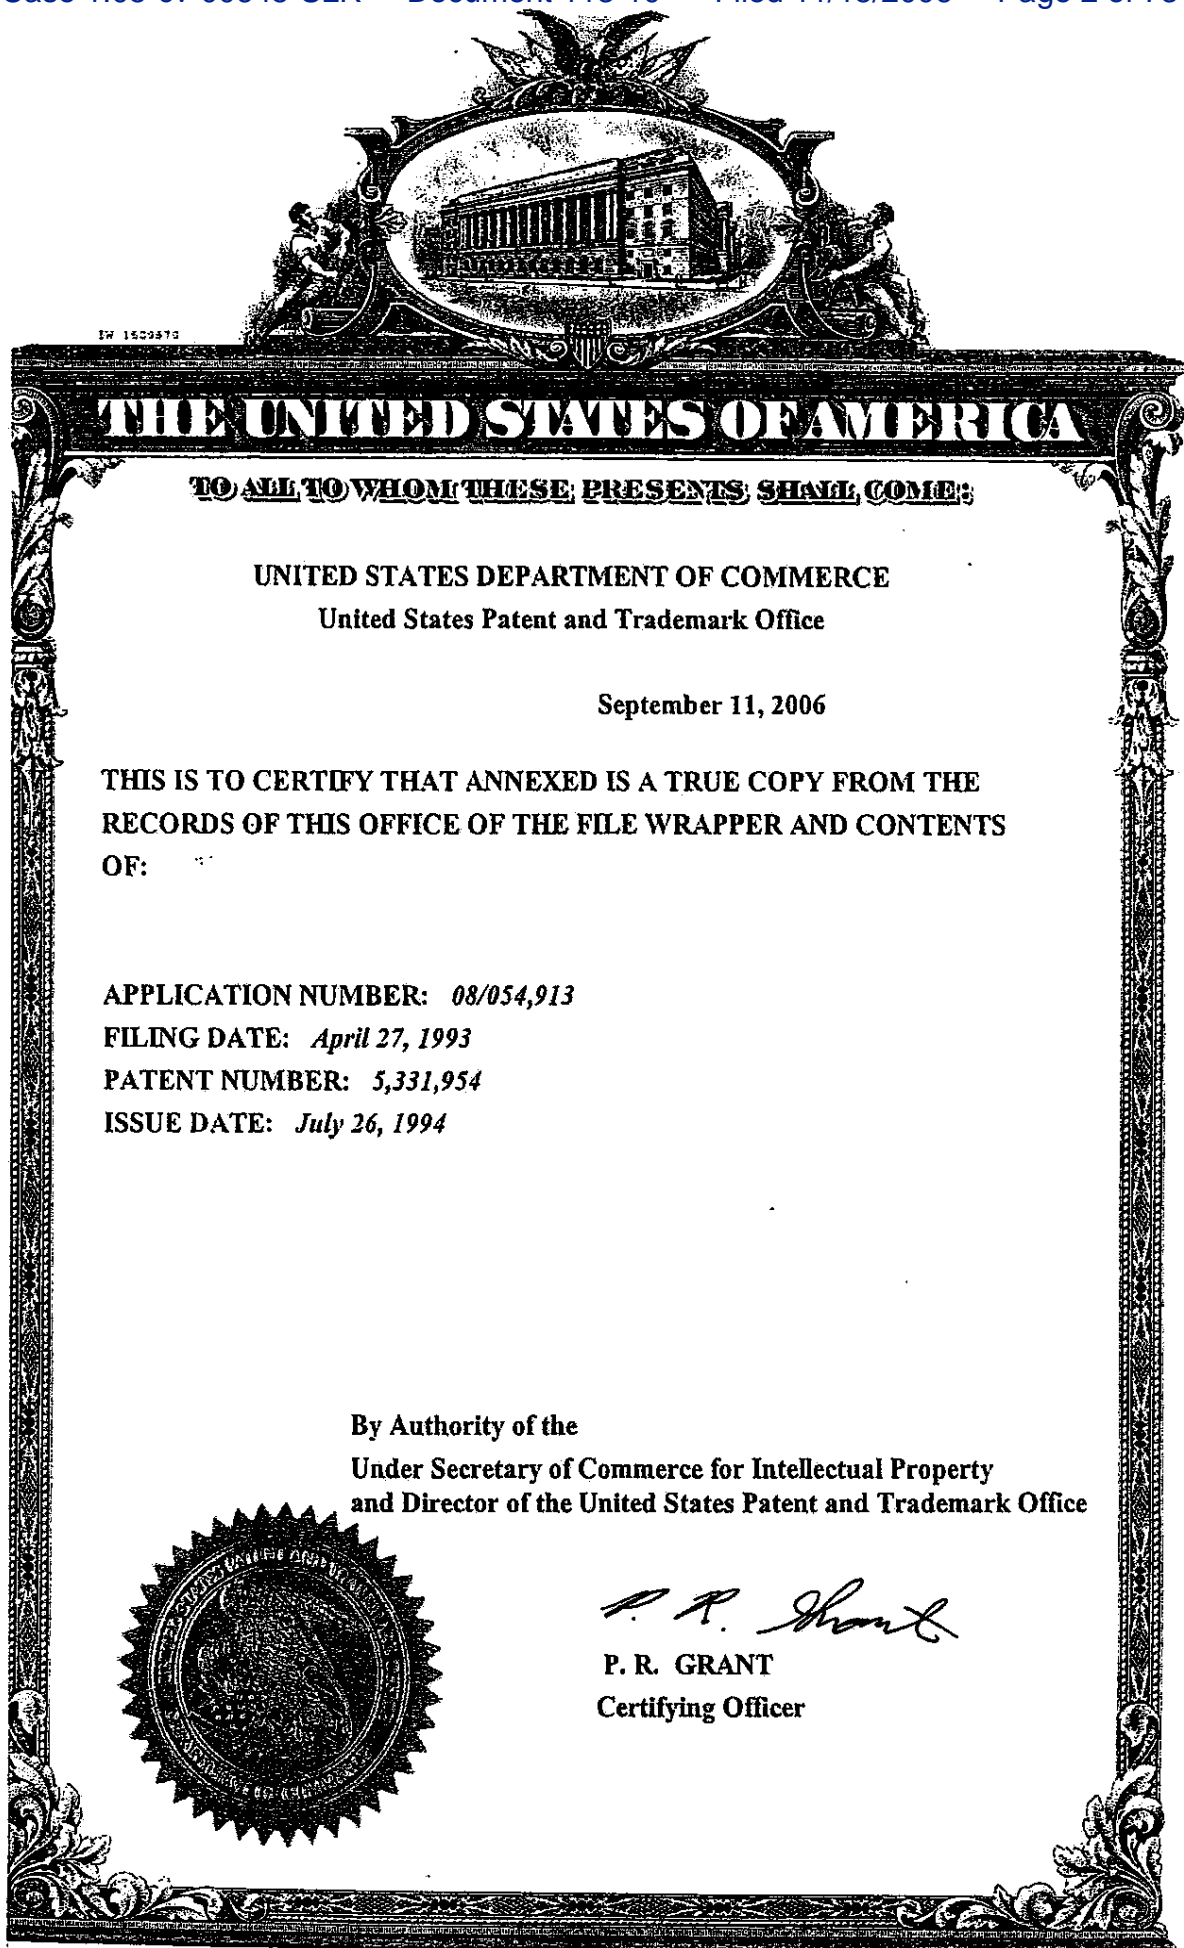 THE UNITED STATES OF AMERICA
TO ALL TO WHOM THESE PRESENTS SHALL COME:
UNITED STATES DEPARTMENT OF COMMERCE
United States Patent and Trademark Office
September 11, 2006
THIS IS TO CERTIFY THAT ANNEXED IS A TRUE COPY FROM THE
RECORDS OF THIS OFFICE OF THE FILE WRAPPER AND CONTENTS
OF:
APPLICATION NUMBER: 08/054,913
FILING DATE: April 27, 1993
PATENT NUMBER: 5,331,954
ISSUE DATE: July 26, 1994
By Authority of the
Under Secretary of Commerce for Intellectual Property
and Director of the United States Patent and Trademark Office
P. R. Grant
P. R. GRANT
Certifying Officer